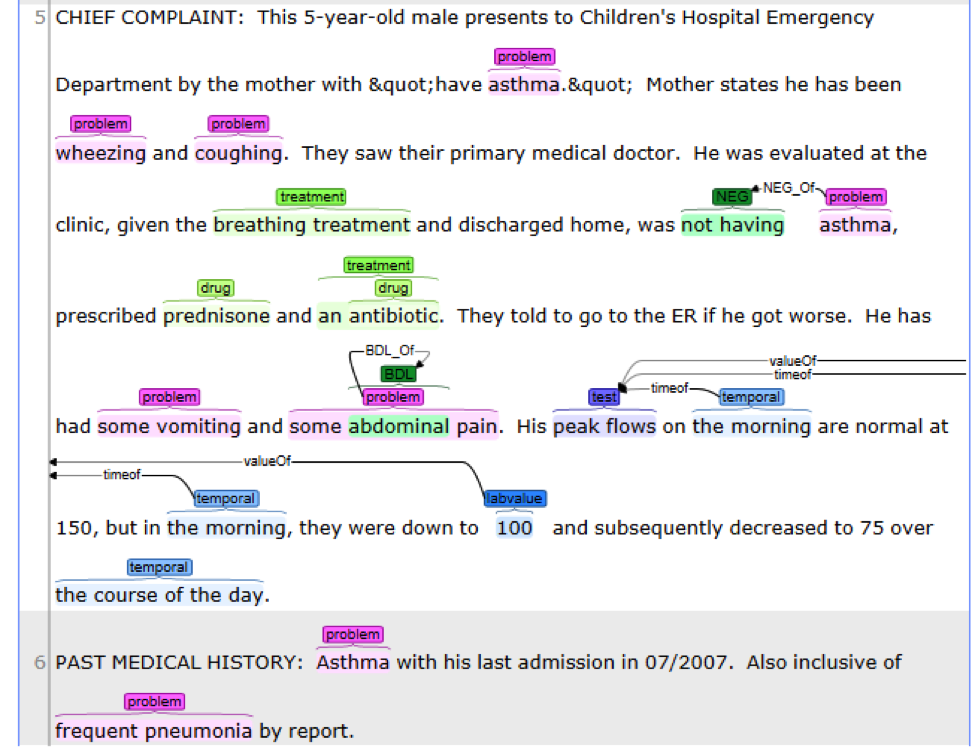 5 CHIEF COMPLAINT: This 5-year-old male presents to Children's Hospital Emergency
problem
Department by the mother with &quot;have asthma.&quot; Mother states he has been
problem problem
wheezing and coughing. They saw their primary medical doctor. He was evaluated at the
treatment NEG NEG_Of problem
clinic, given the breathing treatment and discharged home, was not having asthma,
treatment
drug drug
prescribed prednisone and an antibiotic. They told to go to the ER if he got worse. He has
BDL_Of
valueOf
BDL timeof
problem problem test timeof temporal
had some vomiting and some abdominal pain. His peak flows on the morning are normal at
valueOf
timeof
temporal labvalue
150, but in the morning, they were down to 100 and subsequently decreased to 75 over
temporal
the course of the day.
problem
6 PAST MEDICAL HISTORY: Asthma with his last admission in 07/2007. Also inclusive of
problem
frequent pneumonia by report.